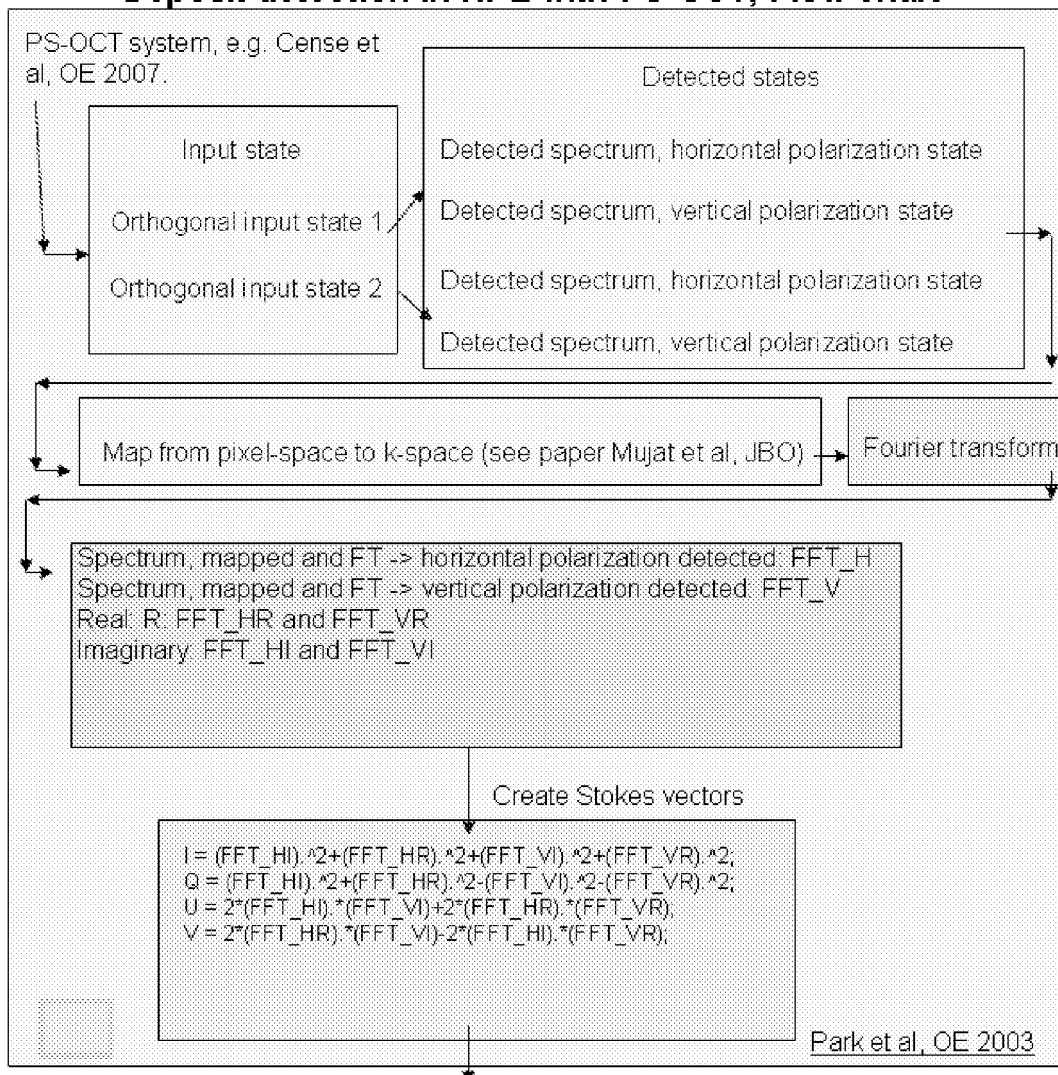 PS-OCT system, e.g. Cense et
al, OE 2007.
Input state
Orthogonal input state 1
Orthogonal input state 2
Detected states
Detected spectrum, horizontal polarization state
Detected spectrum, vertical polarization state
Detected spectrum, horizontal polarization state
Detected spectrum, vertical polarization state
Map from pixel-space to k-space (see paper Mujat et al, JBO)
Fourier transform
Spectrum, mapped and FT -> horizontal polarization detected: FFT_H
Spectrum, mapped and FT -> vertical polarization detected: FFT_V
Real: R: FFT_HR and FFT_VR
Imaginary: FFT_HI and FFT_VI
Create Stokes vectors
I = (FFT_HI).^2+(FFT_HR).^2+(FFT_VI).^2+(FFT_VR).^2;
Q = (FFT_HI).^2+(FFT_HR).^2-(FFT_VI).^2-(FFT_VR).^2;
U = 2*(FFT_HI).*(FFT_VI)+2*(FFT_HR).*(FFT_VR);
V = 2*(FFT_HR).*(FFT_VI)-2*(FFT_HI).*(FFT_VR);
Park et al, OE 2003